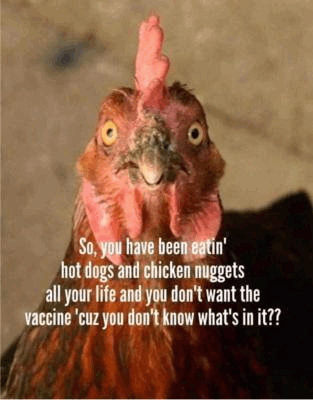 So, you have been eatin'
hot dogs and chicken nuggets
all your life and you don't want the
vaccine 'cuz you don't know what's in it??